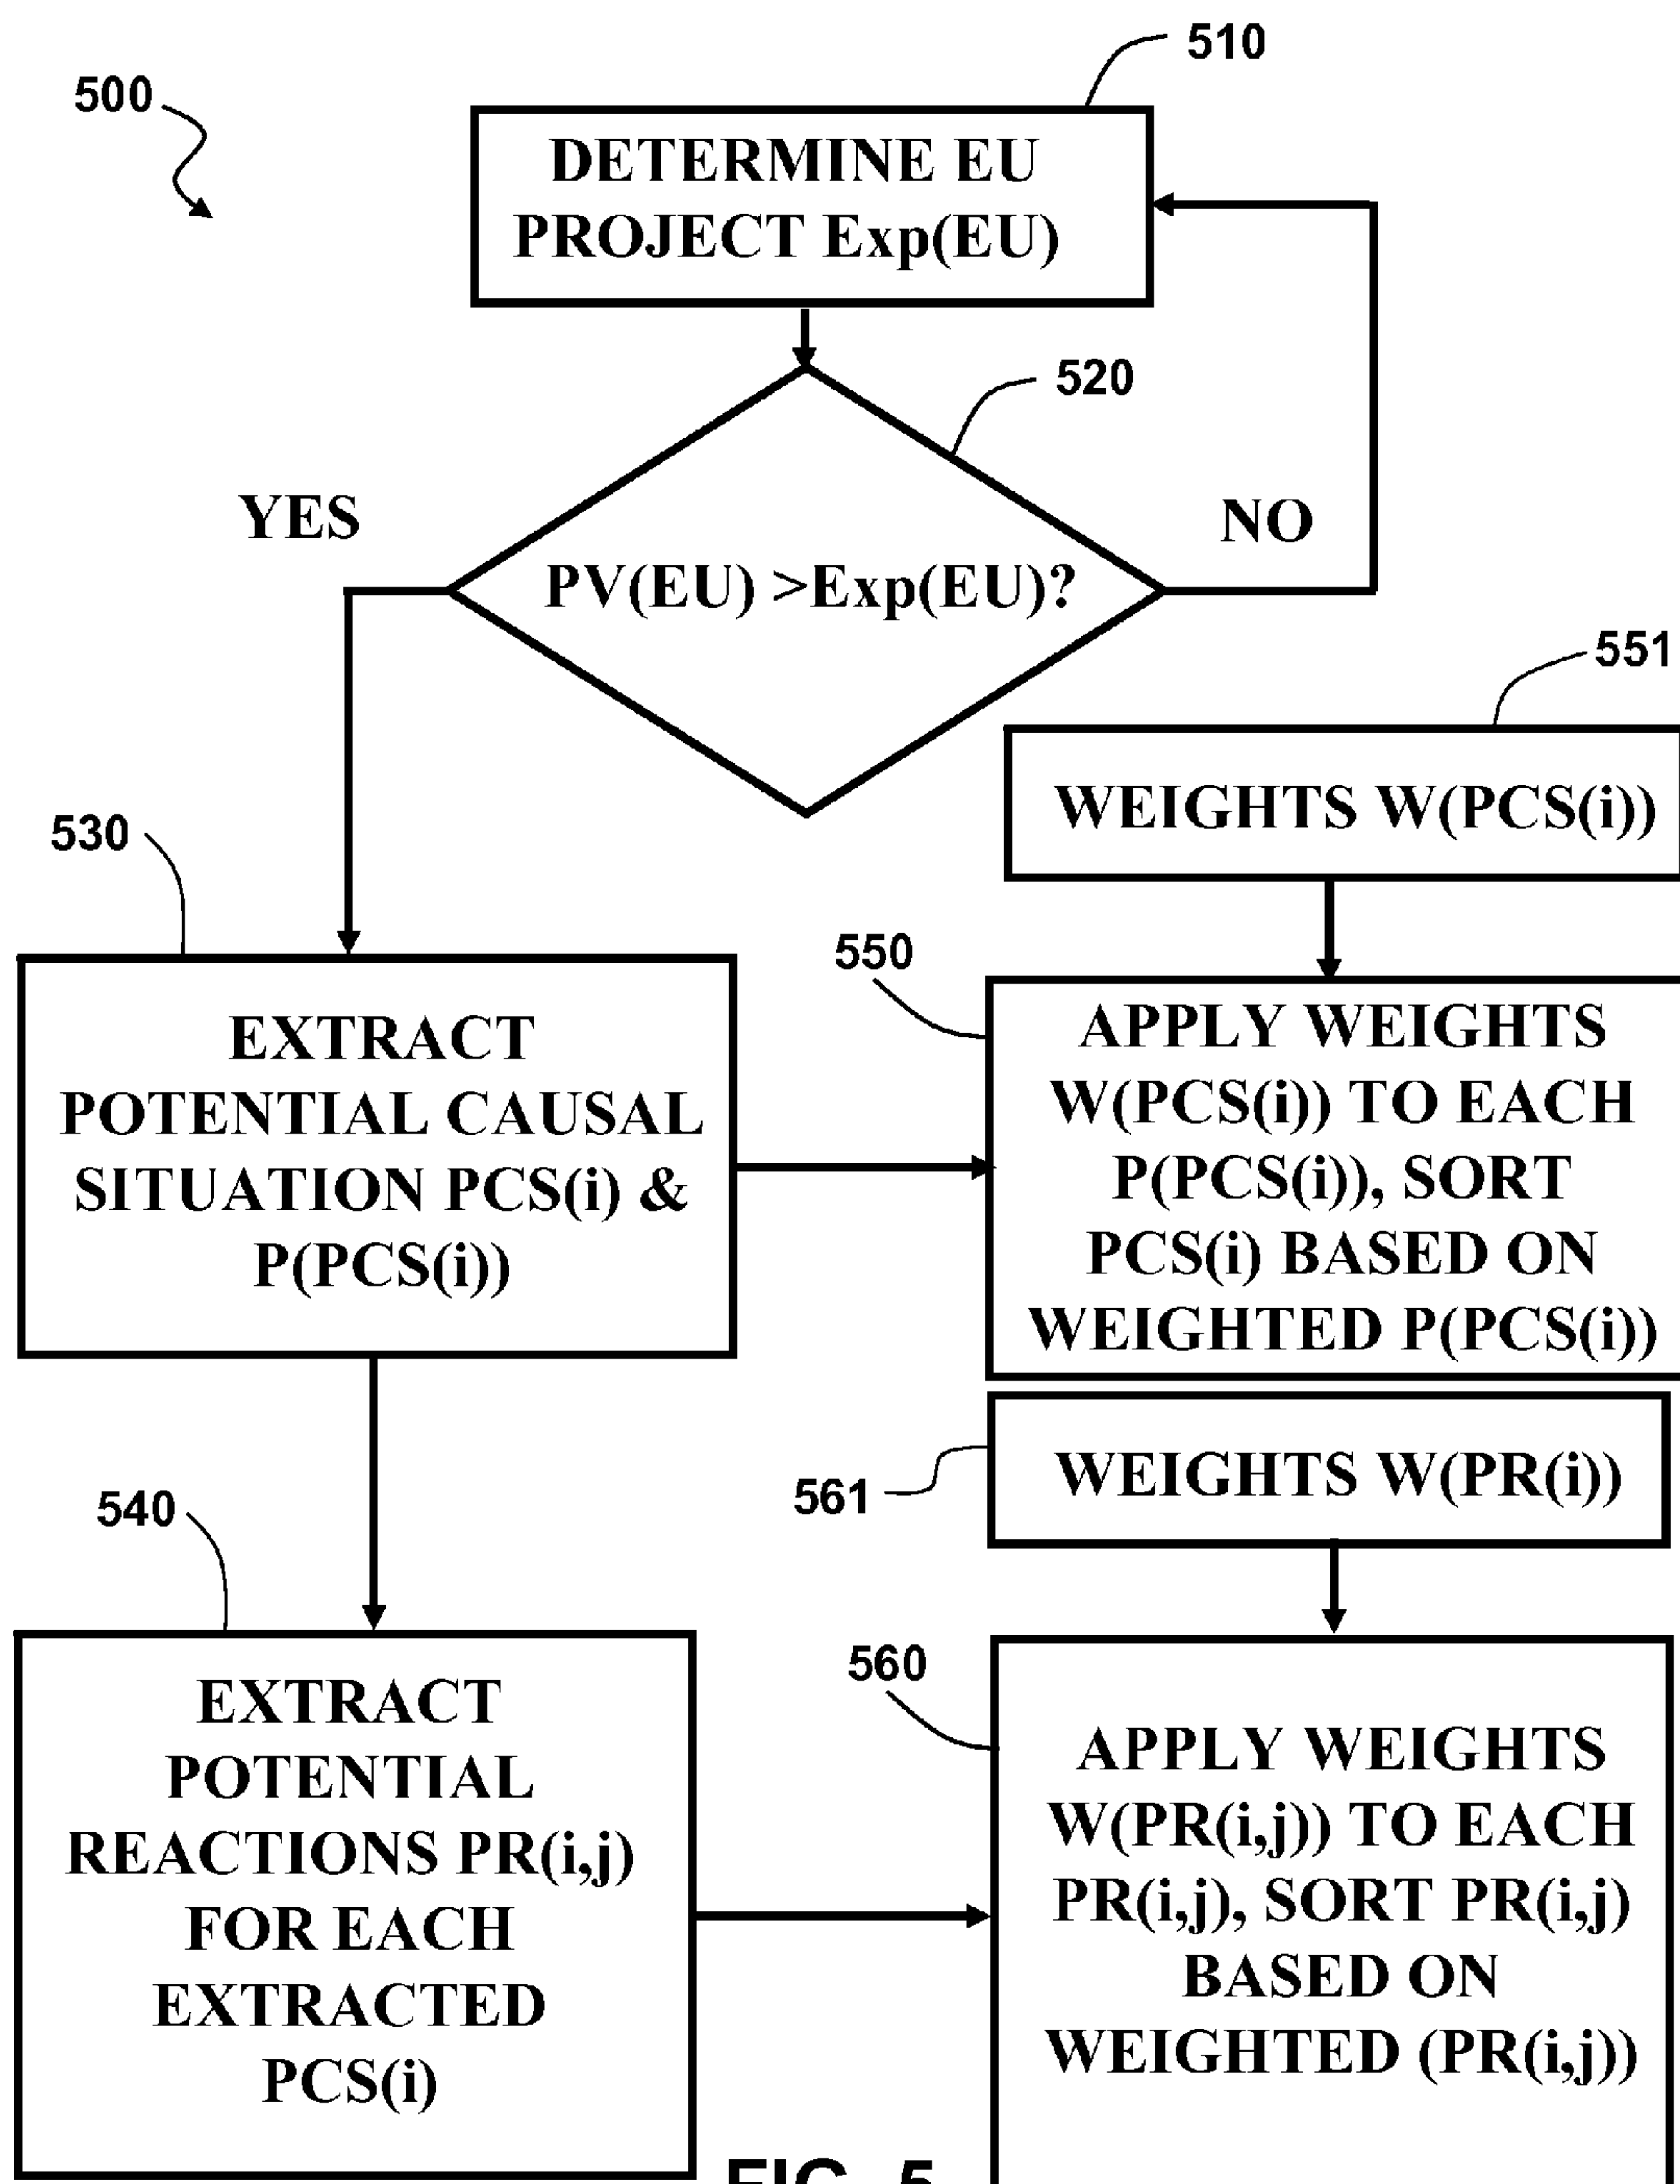 510
500
DETERMINE EU
PROJECT Exp(EU)
520
YES
NO
PV(EU) >Exp(EU)?
551
WEIGHTS W(PCS(i))
530
550
EXTRACT
POTENTIAL CAUSAL
SITUATION PCS(i) &
P(PCS(i))
APPLY WEIGHTS
W(PCS(i)) TO EACH
P(PCS(i)), SORT
PCS(i) BASED ON
WEIGHTED P(PCS(i))
561
WEIGHTS W(PR(i))
540
560
EXTRACT
POTENTIAL
REACTIONS PR(i,j)
FOR EACH
EXTRACTED
PCS(i)
APPLY WEIGHTS
W(PR(i,j)) TO EACH
PR(i,j), SORT PR(i,j)
BASED ON
WEIGHTED (PR(i,j))
FIG. 5